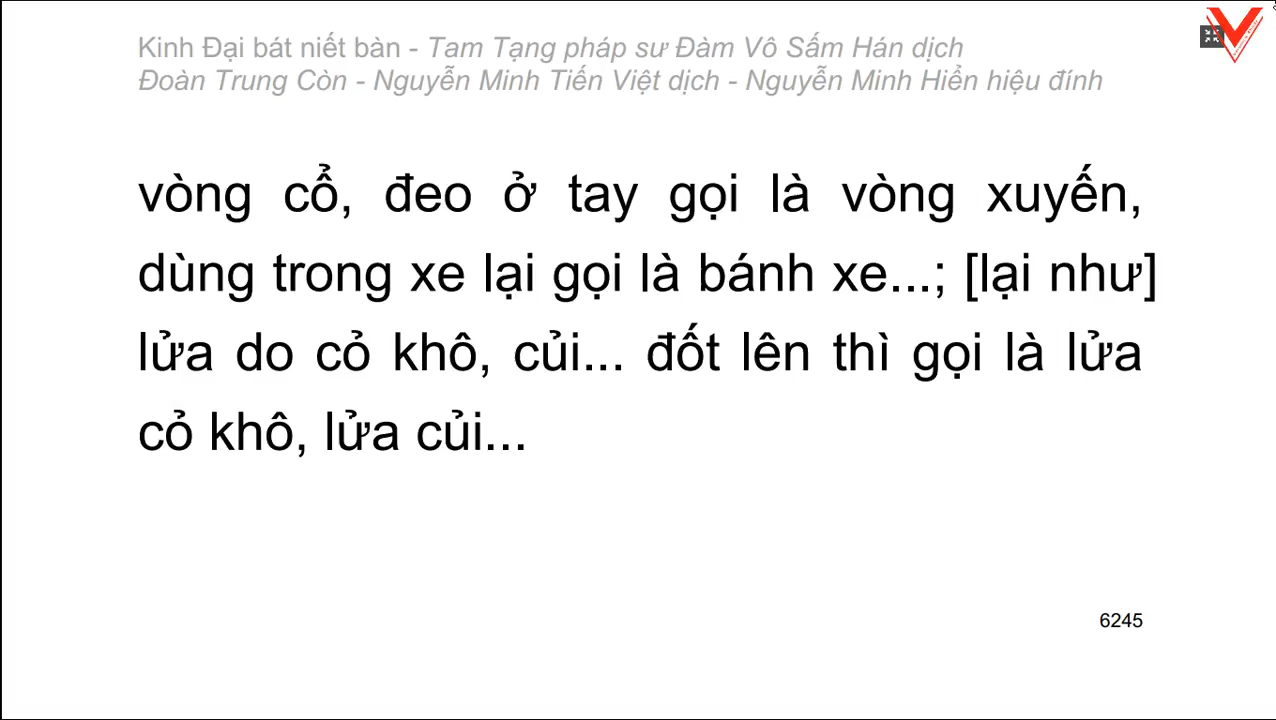 Kinh Đại bát niết bàn - Tam Tạng pháp sư Đàm Vô Sấm Hán dịch
Đoàn Trung Còn - Nguyễn Minh Tiến Việt dịch - Nguyễn Minh Hiển hiệu đính
vòng cổ, đeo ở tay gọi là vòng xuyến,
dùng trong xe lại gọi là bánh xe...; [lại như]
lửa do cỏ khô, củi... đốt lên thì gọi là lửa
cỏ khô, lửa củi...
6245